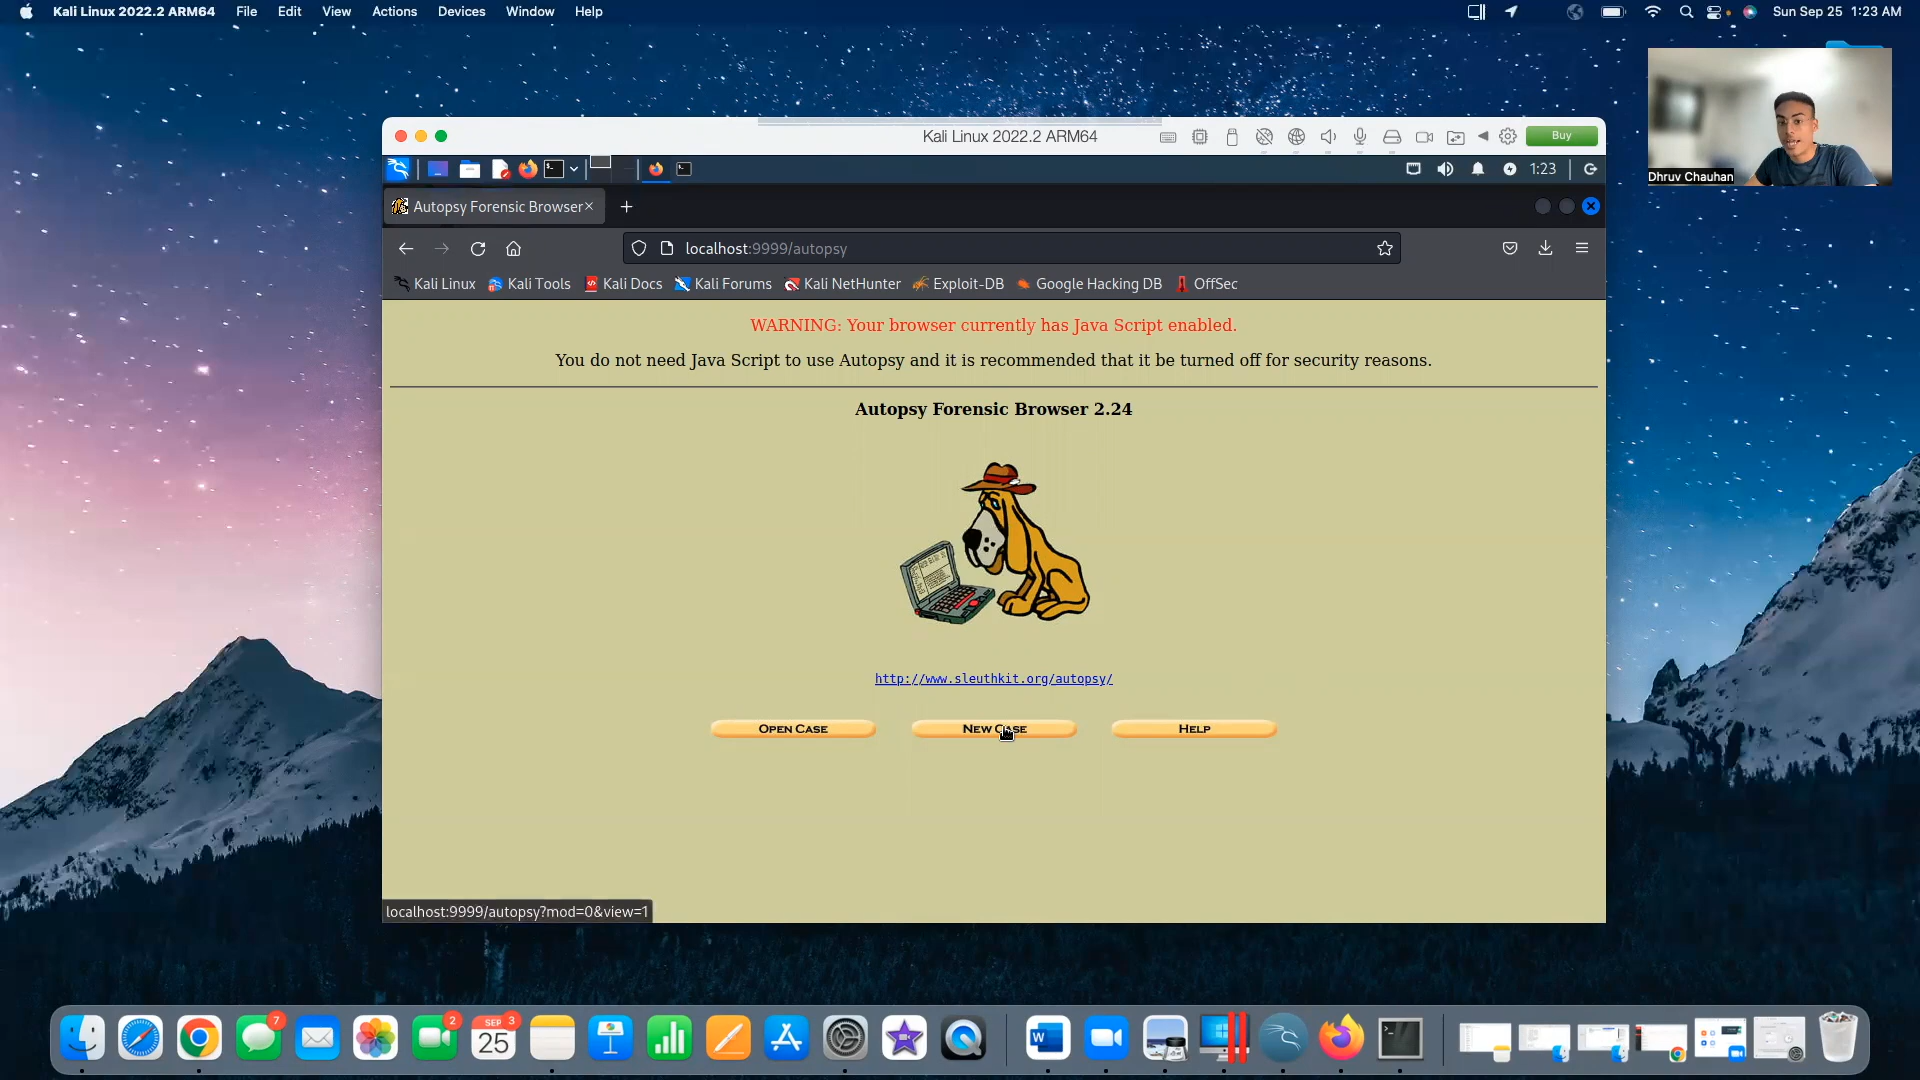 Kali Linux 2022.2 ARM64 File Edit View Actions Devices Window Help Sun Sep 25 1:23 AM
Dhruv Chauhan
Kali Linux 2022.2 ARM64 Buy
1:23
Autopsy Forensic Browser
localhost:9999/autopsy
Kali Linux Kali Tools Kali Docs Kali Forums Kali NetHunter Exploit-DB Google Hacking DB OffSec
WARNING: Your browser currently has Java Script enabled.
You do not need Java Script to use Autopsy and it is recommended that it be turned off for security reasons.
Autopsy Forensic Browser 2.24
http://www.sleuthkit.org/autopsy/
OPEN CASE NEW CASE HELP
localhost:9999/autopsy?mod=0&view=1
7 2 SEP 3
25 W